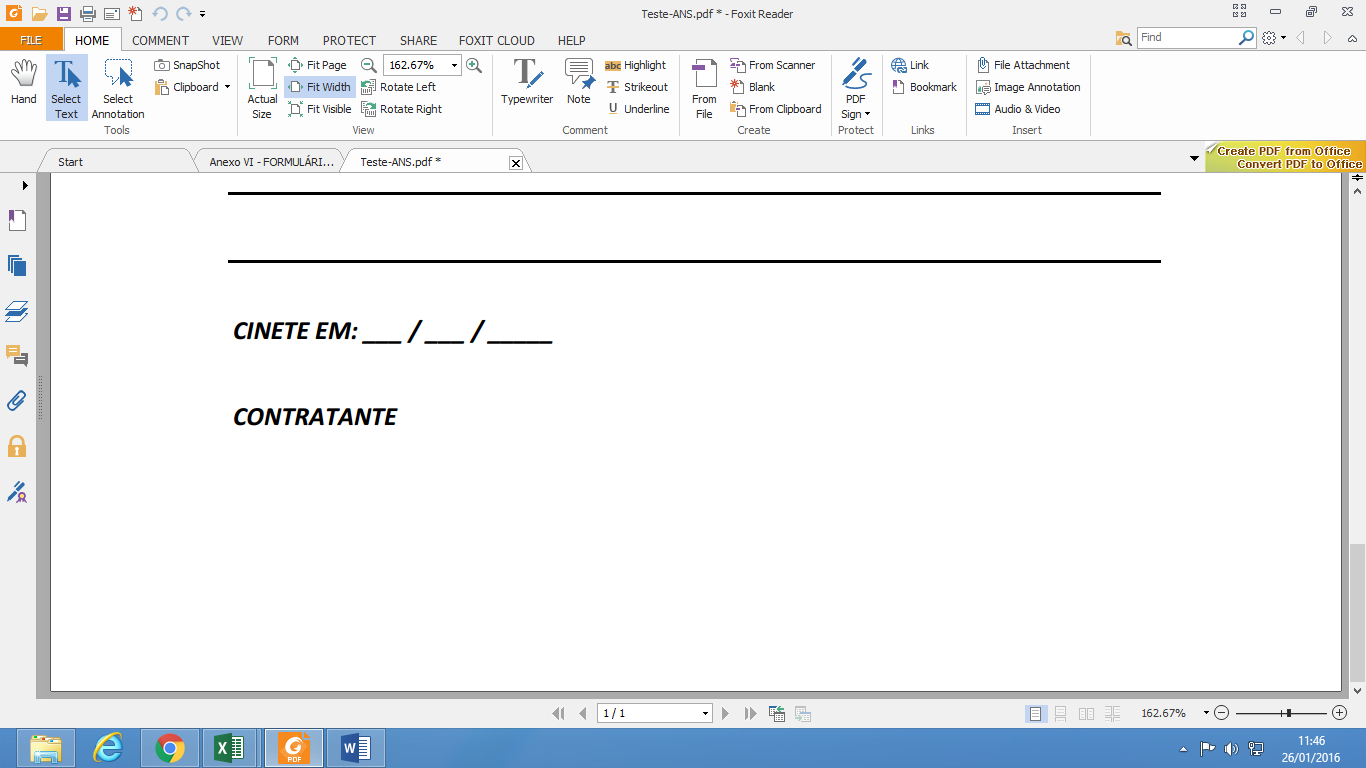 Teste-ANS.pdf * - Foxit Reader
FILE HOME COMMENT VIEW FORM PROTECT SHARE FOXIT CLOUD HELP
Find
Hand
Select Text
Select Annotation
SnapShot
Clipboard
Tools
Actual Size
Fit Page
Fit Width
Fit Visible
162.67%
Rotate Left
Rotate Right
View
Typewriter
Note
abc Highlight
T Strikeout
U Underline
Comment
From File
From Scanner
Blank
From Clipboard
Create
PDF Sign
Protect
Link
Bookmark
Links
File Attachment
Image Annotation
Audio & Video
Insert
Start
Anexo VI - FORMULÁRI...
Teste-ANS.pdf *
Create PDF from Office
Convert PDF to Office
CINETE EM: ___ / ___ / _____
CONTRATANTE
1 / 1
162.67%
PDF
11:46
26/01/2016